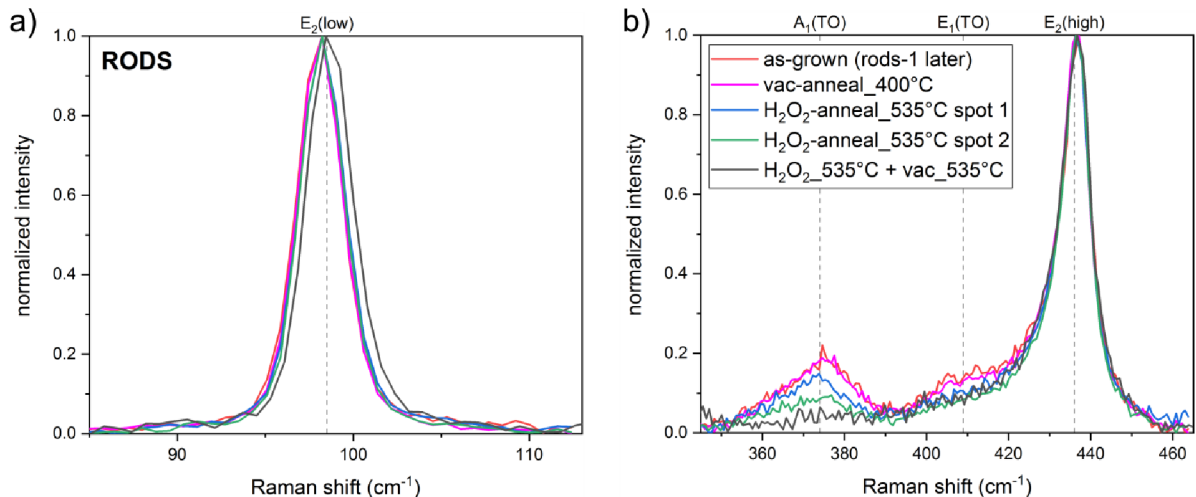 a)
E₂(low)
RODS
1.0
0.8
0.6
0.4
0.2
0.0
90
100
110
normalized intensity
Raman shift (cm⁻¹)
b)
A₁(TO)
E₁(TO)
E₂(high)
as-grown (rods-1 later)
vac-anneal_400°C
H₂O₂-anneal_535°C spot 1
H₂O₂-anneal_535°C spot 2
H₂O₂_535°C + vac_535°C
1.0
0.8
0.6
0.4
0.2
0.0
360
380
400
420
440
460
normalized intensity
Raman shift (cm⁻¹)